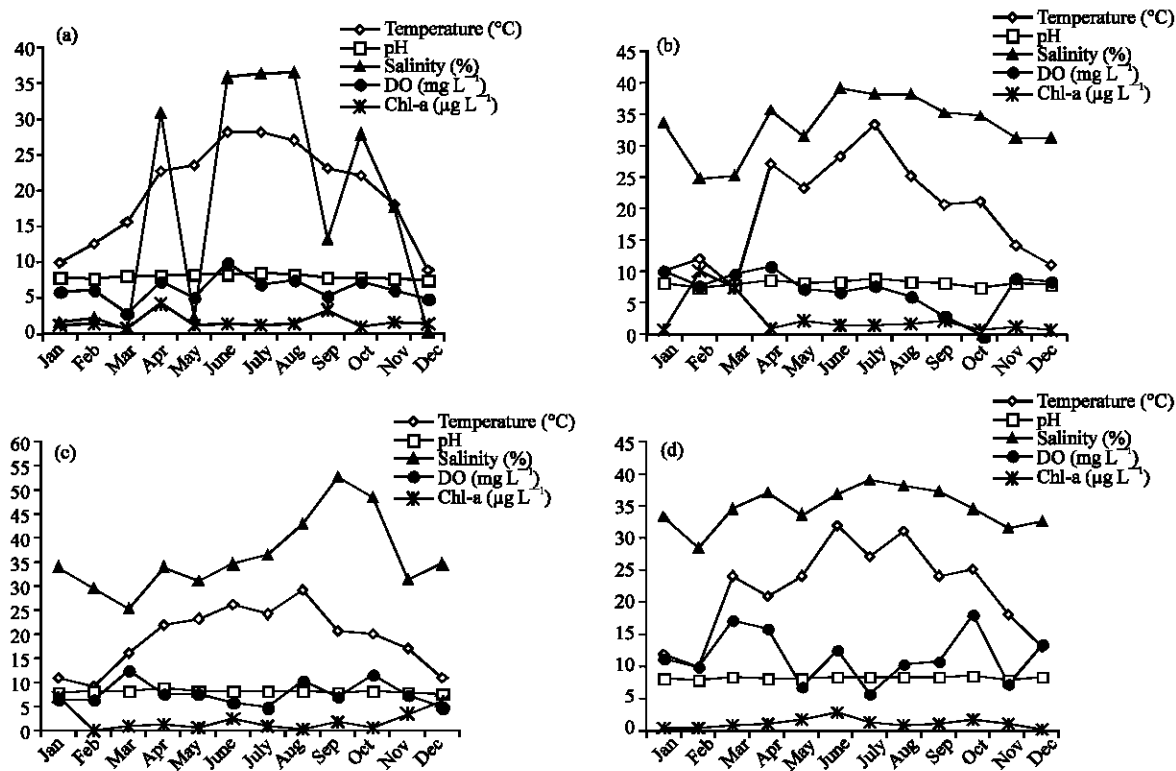 (a)
Temperature (°C)
pH
Salinity (%)
DO (mg L⁻¹)
Chl-a (µg L⁻¹)
40
35
30
25
20
15
10
5
0
Jan Feb Mar Apr May June July Aug Sep Oct Nov Dec
(b)
Temperature (°C)
pH
Salinity (%)
DO (mg L⁻¹)
Chl-a (µg L⁻¹)
45
40
35
30
25
20
15
10
5
0
Jan Feb Mar Apr May June July Aug Sep Oct Nov Dec
(c)
Temperature (°C)
pH
Salinity (%)
DO (mg L⁻¹)
Chl-a (µg L⁻¹)
60
55
50
45
40
35
30
25
20
15
10
5
0
Jan Feb Mar Apr May June July Aug Sep Oct Nov Dec
(d)
Temperature (°C)
pH
Salinity (%)
DO (mg L⁻¹)
Chl-a (µg L⁻¹)
45
40
35
30
25
20
15
10
5
0
Jan Feb Mar Apr May June July Aug Sep Oct Nov Dec